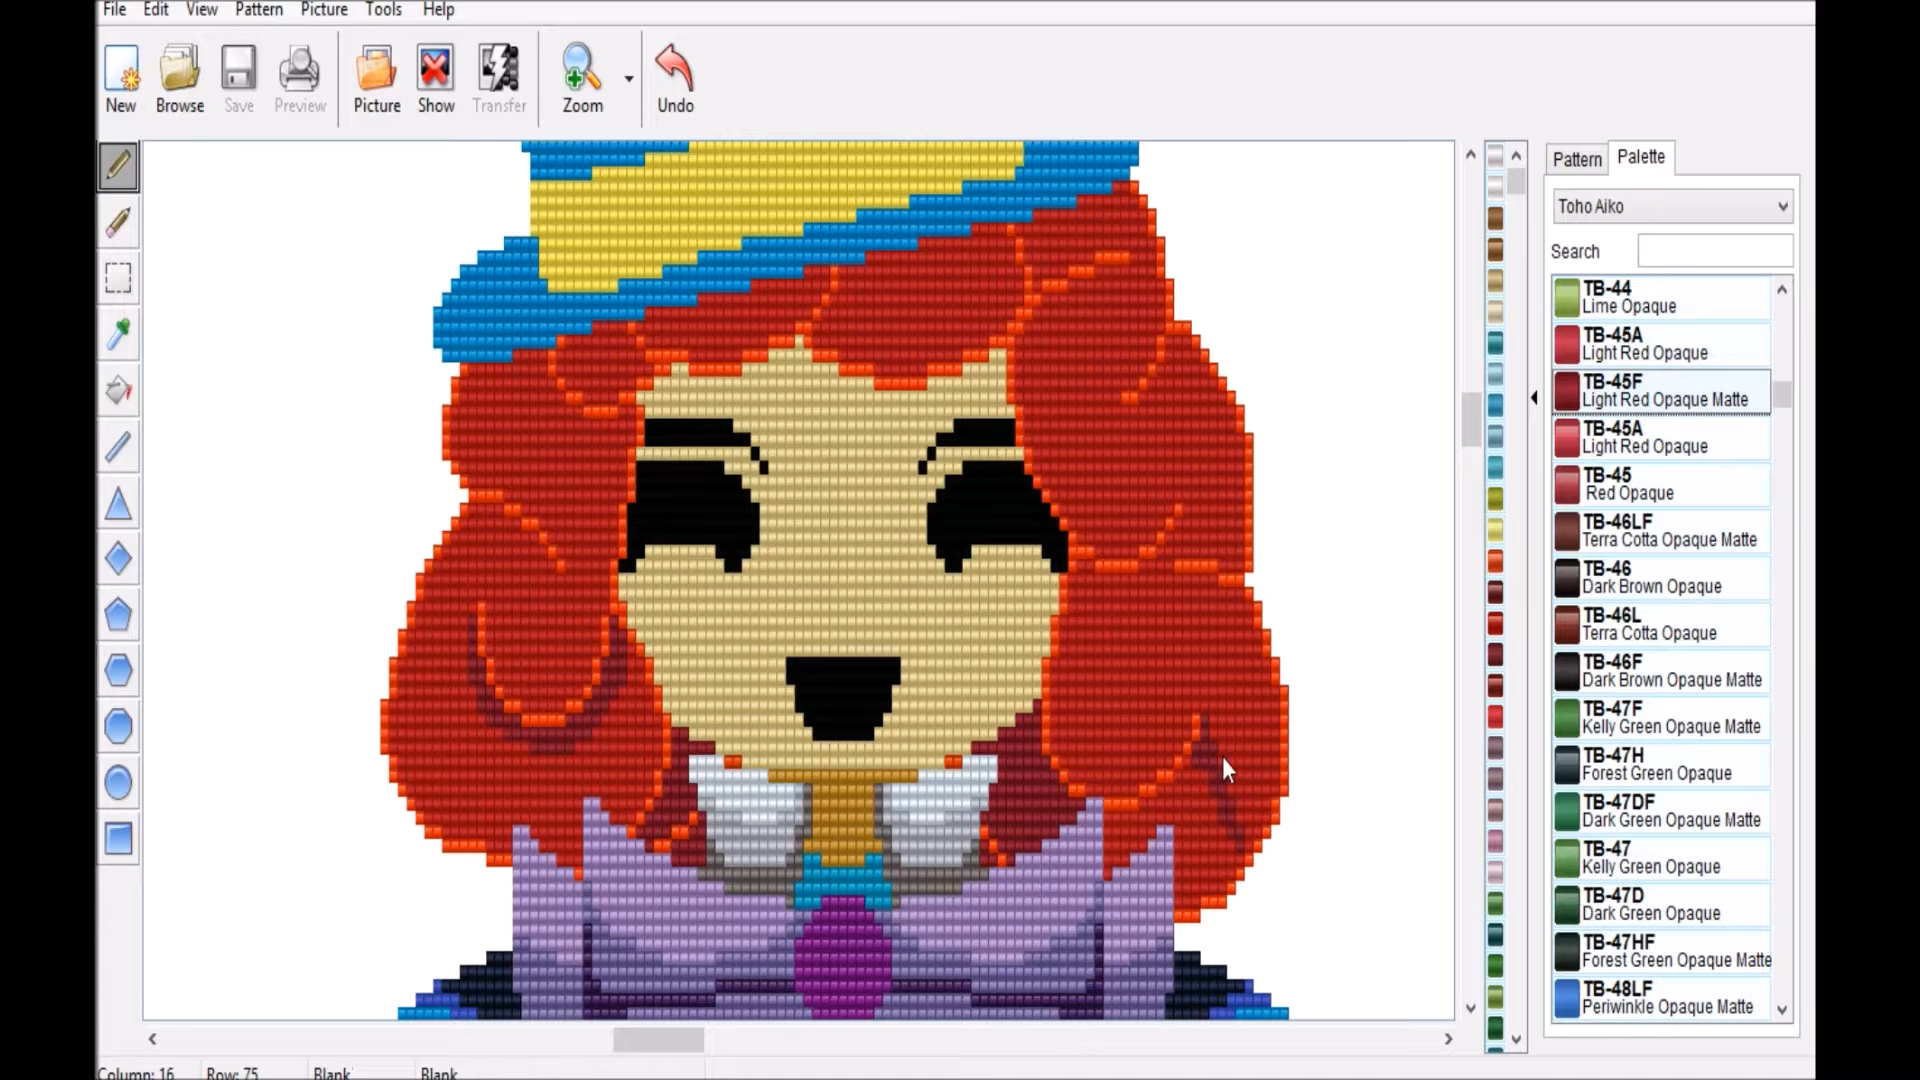 File Edit View Pattern Picture Tools Help
New Browse Save Preview Picture Show Transfer Zoom Undo
Pattern Palette
Toho Aiko
Search
TB-44
Lime Opaque
TB-45A
Light Red Opaque
TB-45F
Light Red Opaque Matte
TB-45A
Light Red Opaque
TB-45
Red Opaque
TB-46LF
Terra Cotta Opaque Matte
TB-46
Dark Brown Opaque
TB-46L
Terra Cotta Opaque
TB-46F
Dark Brown Opaque Matte
TB-47F
Kelly Green Opaque Matte
TB-47H
Forest Green Opaque
TB-47DF
Dark Green Opaque Matte
TB-47
Kelly Green Opaque
TB-47D
Dark Green Opaque
TB-47HF
Forest Green Opaque Matte
TB-48LF
Periwinkle Opaque Matte
Column: 16 Row: 75 Blank Blank